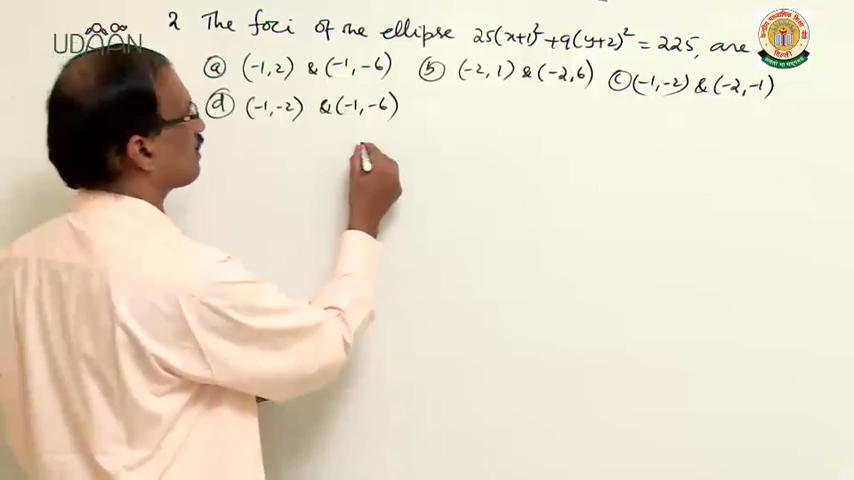 UDAAN
2 The foci of the ellipse 25(x+1)²+9(y+2)² = 225, are
ⓐ (-1,2) & (-1,-6) ⓑ (-2,1) & (-2,6) ⓒ (-1,-2) & (-2,-1)
ⓓ (-1,-2) & (-1,-6)